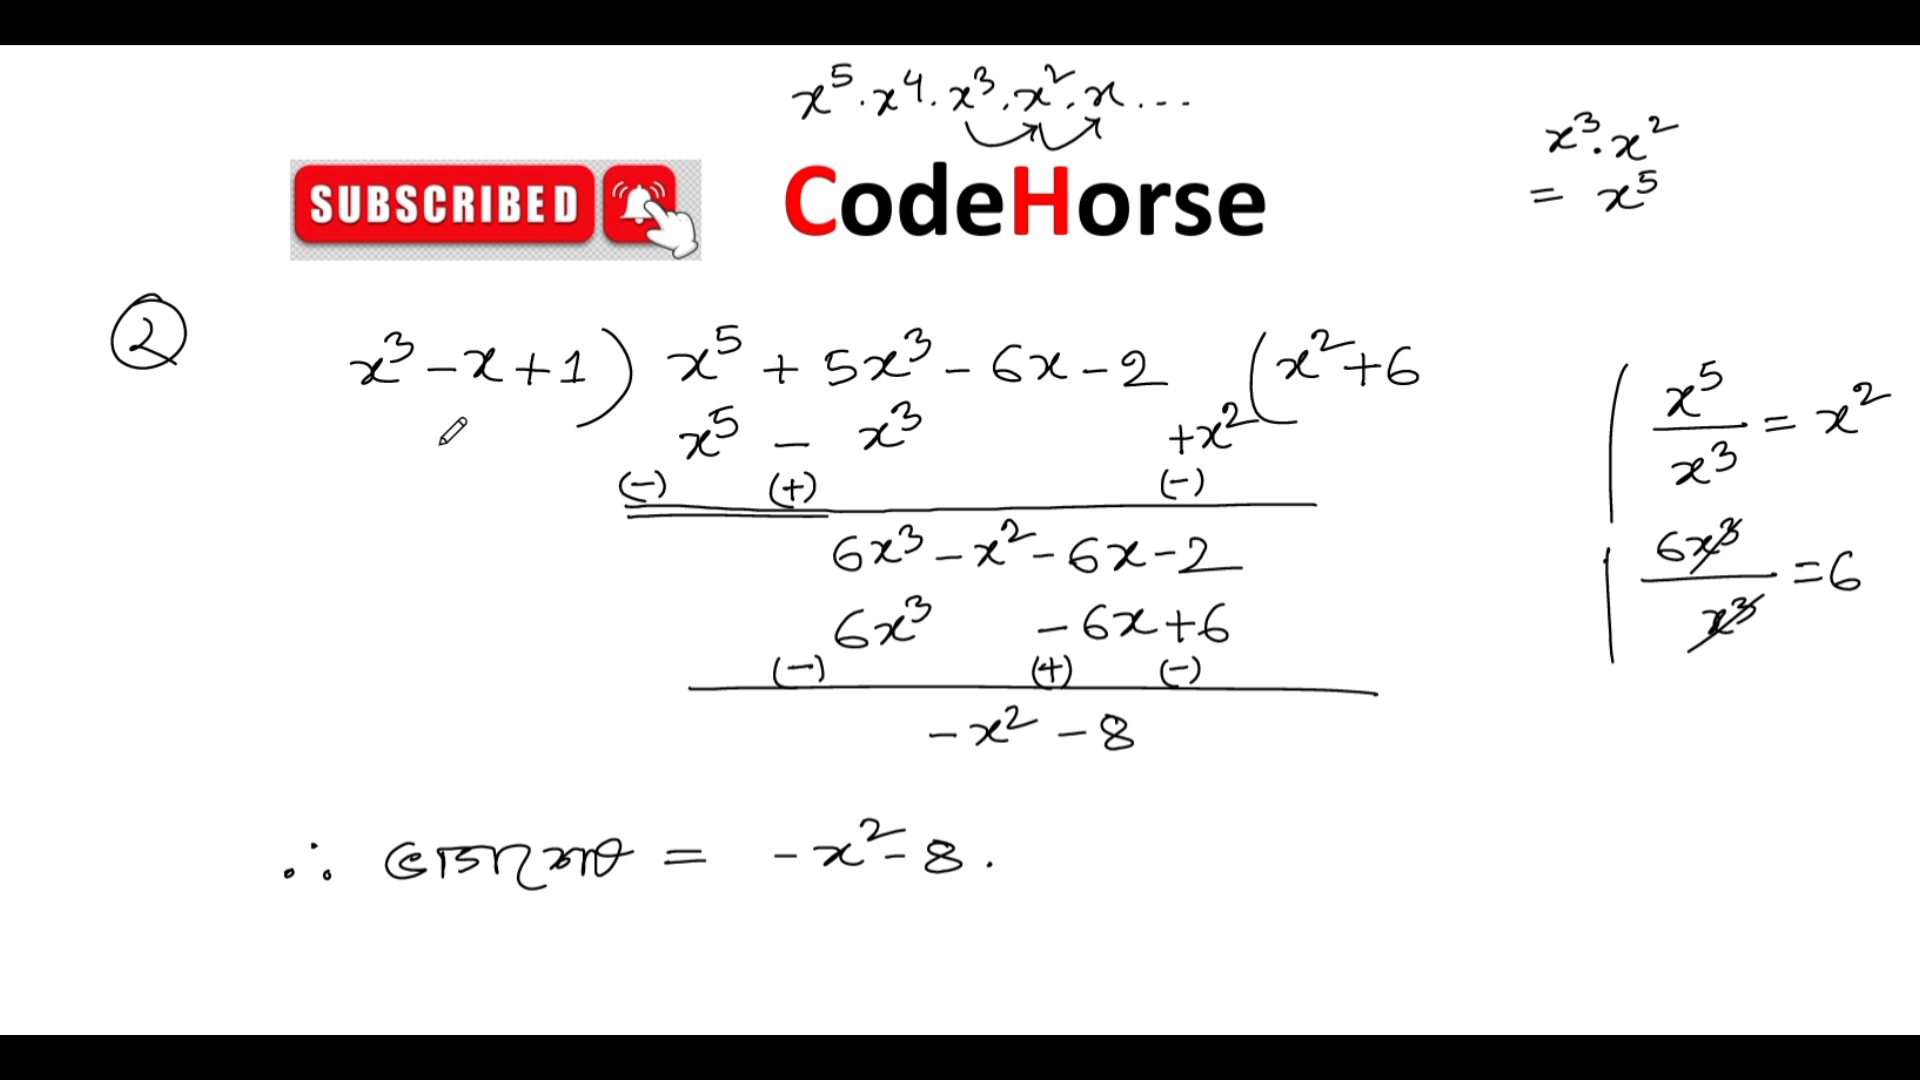 x⁵.x⁴.x³.x².x...
x³.x²
= x⁵
SUBSCRIBED
CodeHorse
2
x³-x+1) x⁵ + 5x³ - 6x - 2 (x²+6
x⁵ - x³ +x²
(-) (+) (-)
6x³ - x² - 6x - 2
6x³ - 6x + 6
(-) (+) (-)
-x² - 8
x⁵/x³ = x²
6x³/x³ = 6
∴ ভাগশেষ = -x² - 8.